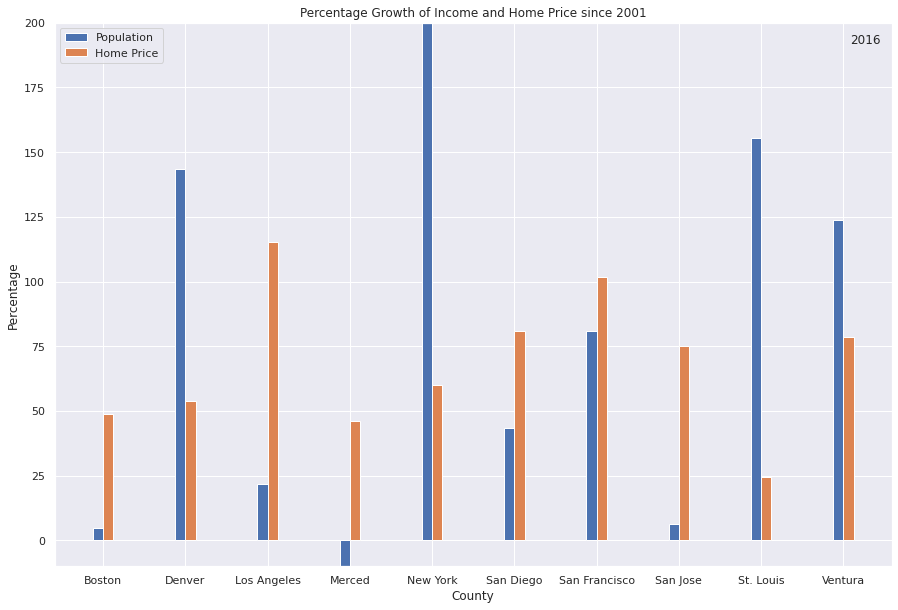 Percentage Growth of Income and Home Price since 2001
Population
Home Price
2016
200
175
150
125
100
75
50
25
0
Percentage
Boston Denver Los Angeles Merced New York San Diego San Francisco San Jose St. Louis Ventura
County